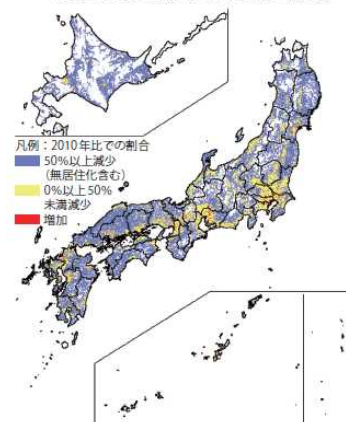 凡例：2010年比での割合
50%以上減少
(無居住化含む)
0%以上50%
未満減少
増加